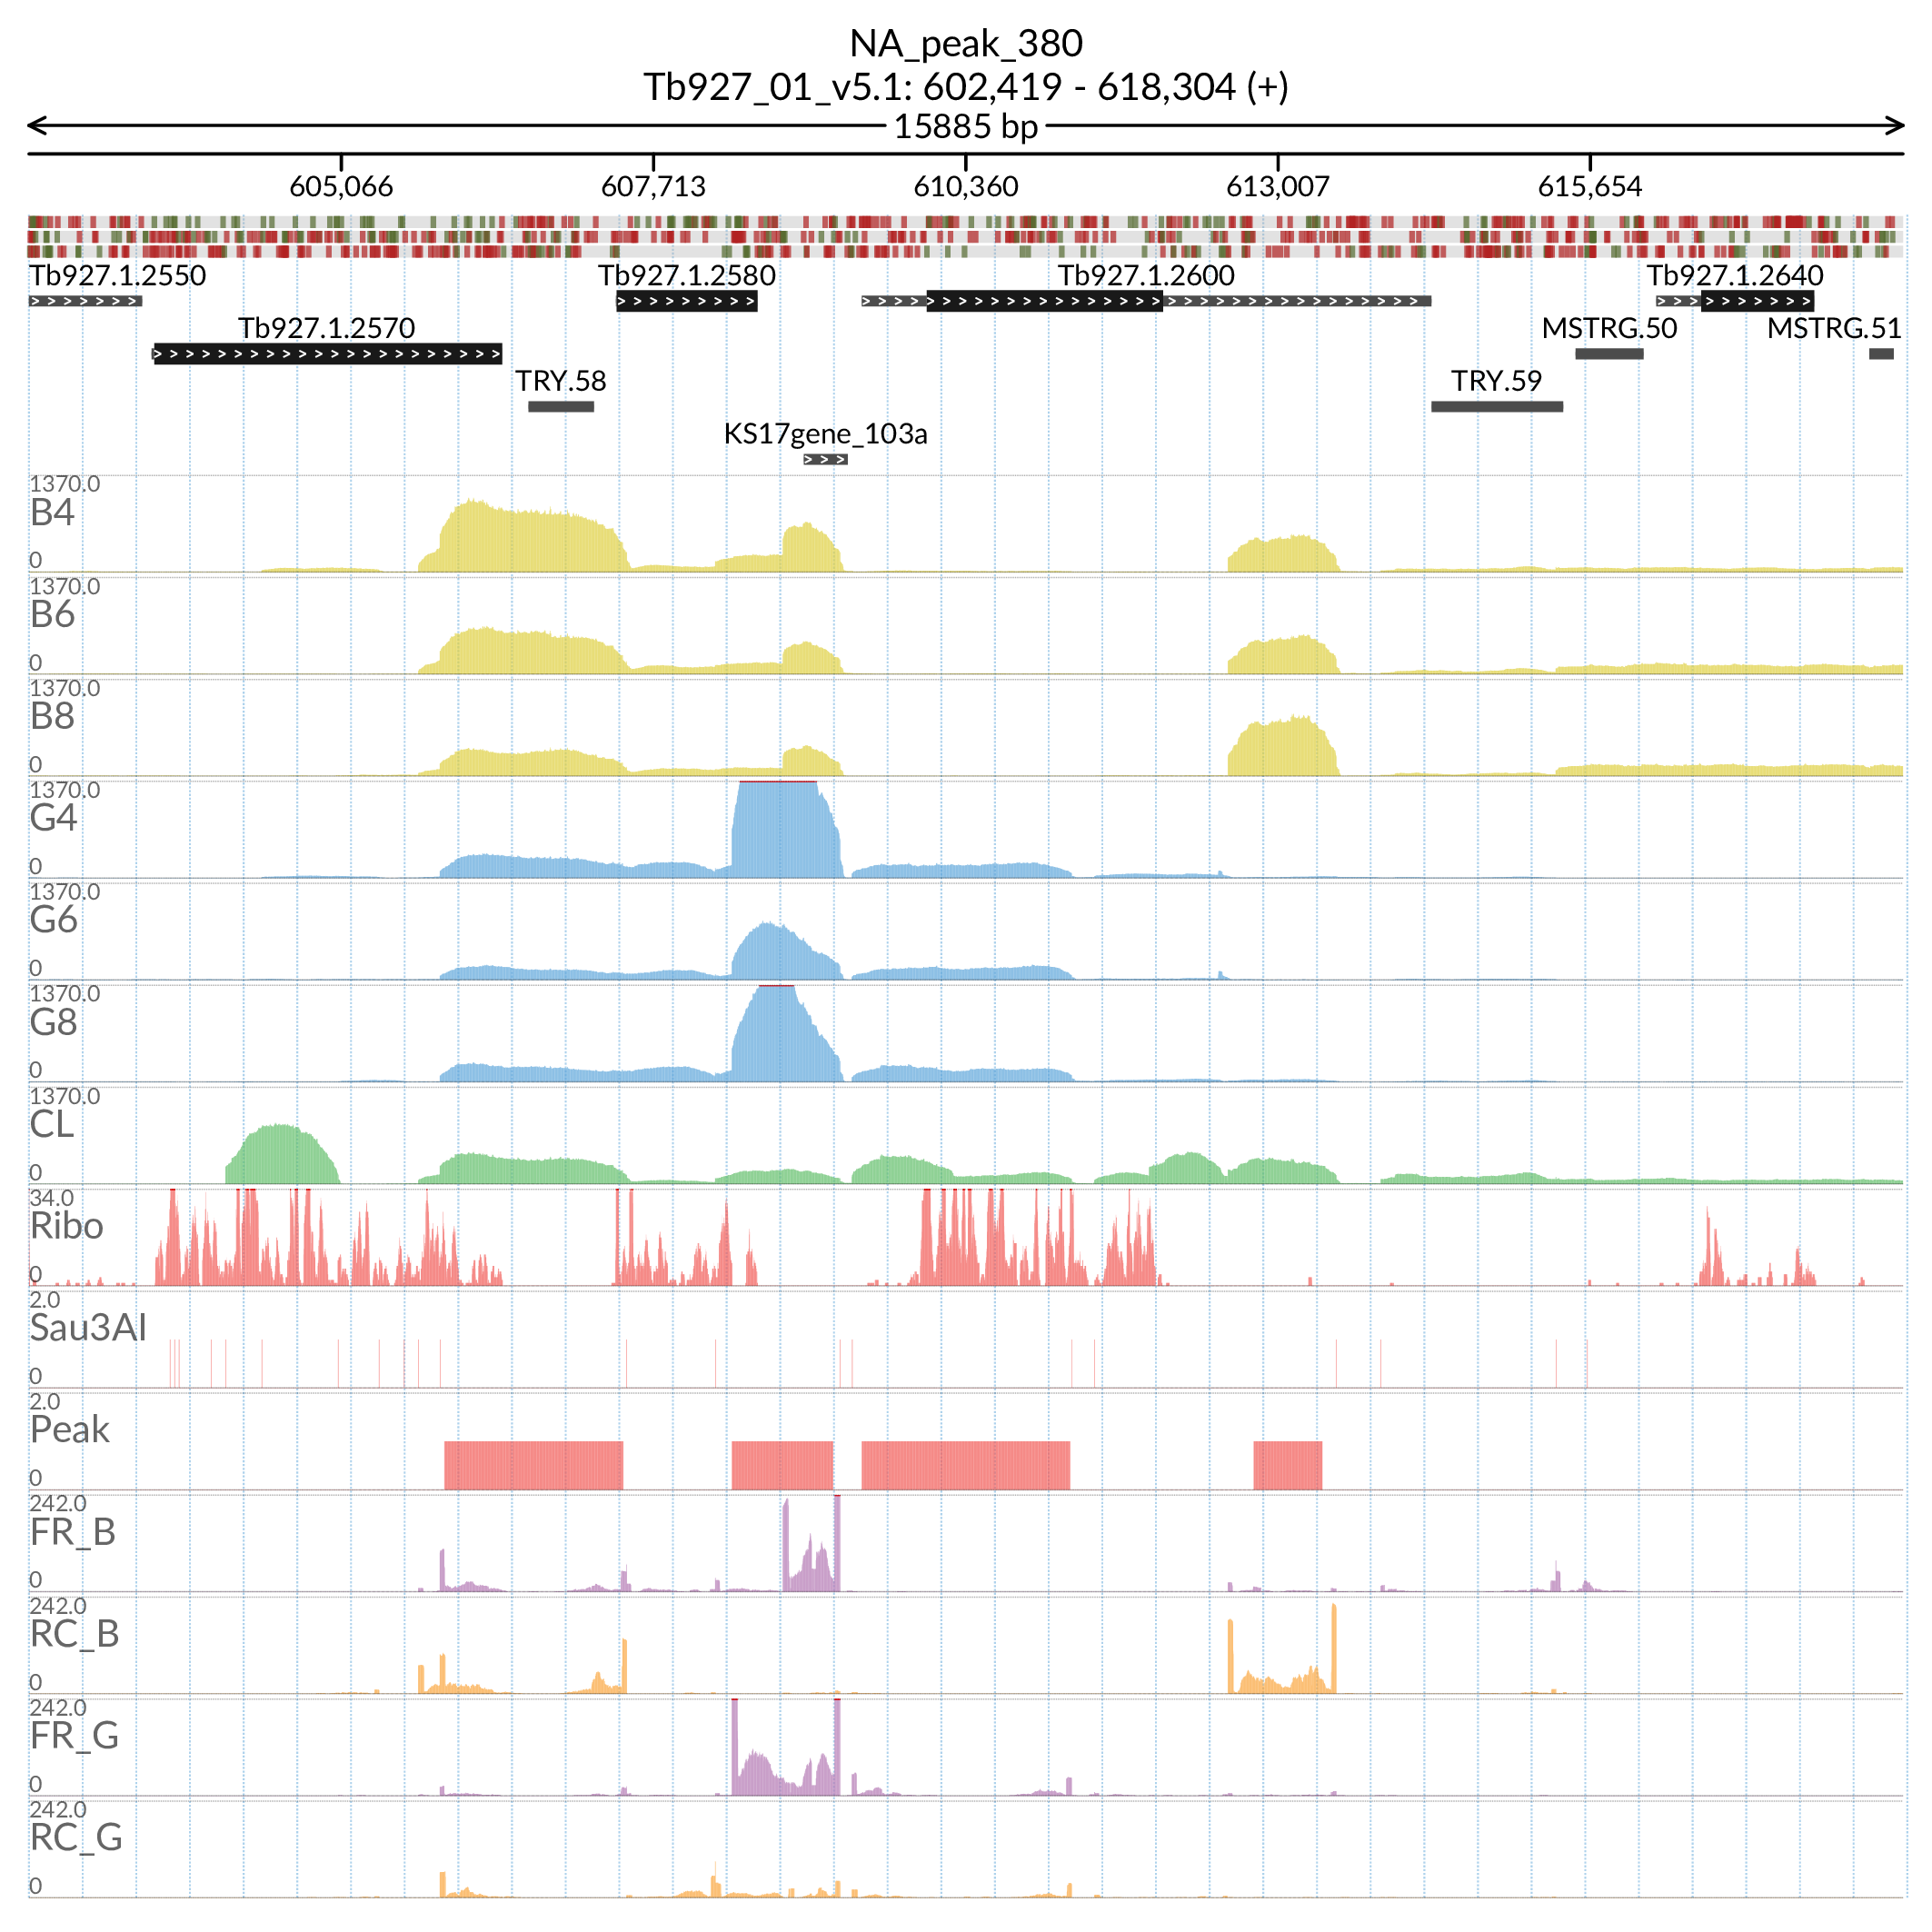 NA_peak_380
Tb927_01_v5.1: 602,419 - 618,304 (+)
15885 bp
605,066 607,713 610,360 613,007 615,654
Tb927.1.2550 Tb927.1.2580 Tb927.1.2600 Tb927.1.2640
Tb927.1.2570 MSTRG.50 MSTRG.51
TRY.58 TRY.59
KS17gene_103a
1370.0
B4
0
1370.0
B6
0
1370.0
B8
0
1370.0
G4
0
1370.0
G6
0
1370.0
G8
0
1370.0
CL
0
34.0
Ribo
0
2.0
Sau3AI
0
2.0
Peak
0
242.0
FR_B
0
242.0
RC_B
0
242.0
FR_G
0
242.0
RC_G
0